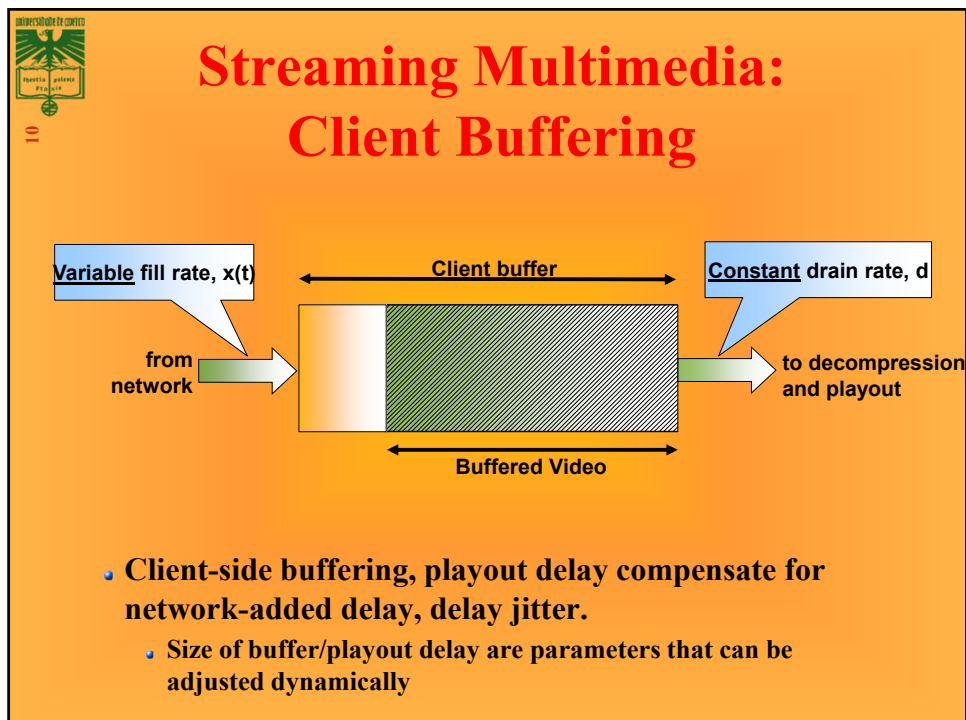 10
Streaming Multimedia:
Client Buffering
Variable fill rate, x(t)
Client buffer
Constant drain rate, d
from
network
to decompression
and playout
Buffered Video
Client-side buffering, playout delay compensate for
network-added delay, delay jitter.
Size of buffer/playout delay are parameters that can be
adjusted dynamically